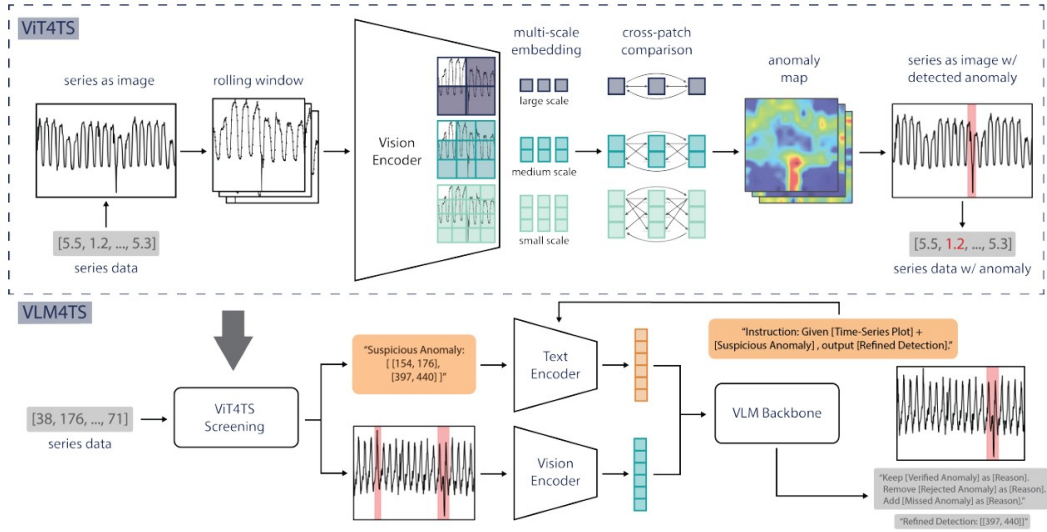 ViT4TS
series as image
rolling window
Vision
Encoder
multi-scale
embedding
large scale
medium scale
small scale
cross-patch
comparison
anomaly
map
series as image w/
detected anomaly
[5.5, 1.2, ..., 5.3]
series data
[5.5, 1.2, ..., 5.3]
series data w/ anomaly
VLM4TS
[38, 176, ..., 71]
series data
ViT4TS
Screening
"Suspicious Anomaly:
[ [154, 176],
[397, 440] ]"
Text
Encoder
Vision
Encoder
"Instruction: Given [Time-Series Plot] +
[Suspicious Anomaly] , output [Refined Detection]."
VLM Backbone
"Keep [Verified Anomaly] as [Reason].
Remove [Rejected Anomaly] as [Reason].
Add [Missed Anomaly] as [Reason]."
"Refined Detection: [[397, 440]]"